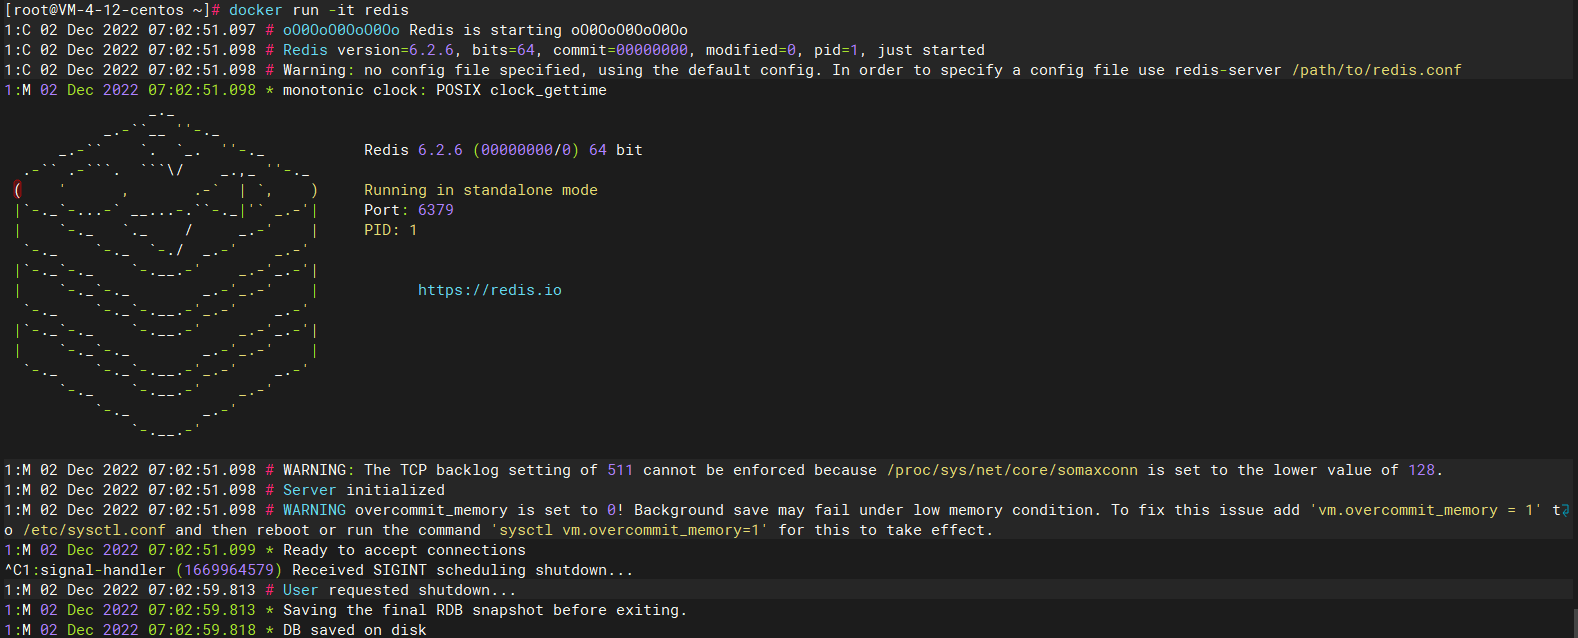 [root@VM-4-12-centos ~]# docker run -it redis
1:C 02 Dec 2022 07:02:51.097 # oO0OoO0OoO0Oo Redis is starting oO0OoO0OoO0Oo
1:C 02 Dec 2022 07:02:51.098 # Redis version=6.2.6, bits=64, commit=00000000, modified=0, pid=1, just started
1:C 02 Dec 2022 07:02:51.098 # Warning: no config file specified, using the default config. In order to specify a config file use redis-server /path/to/redis.conf
1:M 02 Dec 2022 07:02:51.098 * monotonic clock: POSIX clock_gettime
Redis 6.2.6 (00000000/0) 64 bit
Running in standalone mode
Port: 6379
PID: 1
https://redis.io
1:M 02 Dec 2022 07:02:51.098 # WARNING: The TCP backlog setting of 511 cannot be enforced because /proc/sys/net/core/somaxconn is set to the lower value of 128.
1:M 02 Dec 2022 07:02:51.098 # Server initialized
1:M 02 Dec 2022 07:02:51.098 # WARNING overcommit_memory is set to 0! Background save may fail under low memory condition. To fix this issue add 'vm.overcommit_memory = 1' t
o /etc/sysctl.conf and then reboot or run the command 'sysctl vm.overcommit_memory=1' for this to take effect.
1:M 02 Dec 2022 07:02:51.099 * Ready to accept connections
^C1:signal-handler (1669964579) Received SIGINT scheduling shutdown...
1:M 02 Dec 2022 07:02:59.813 # User requested shutdown...
1:M 02 Dec 2022 07:02:59.813 * Saving the final RDB snapshot before exiting.
1:M 02 Dec 2022 07:02:59.818 * DB saved on disk